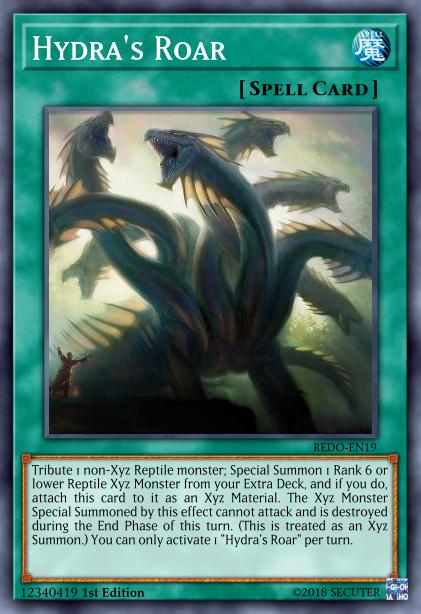 Hydra's Roar
魔
[Spell Card]
REDO-EN19
Tribute 1 non-Xyz Reptile monster; Special Summon 1 Rank 6 or
lower Reptile Xyz Monster from your Extra Deck, and if you do,
attach this card to it as an Xyz Material. The Xyz Monster
Special Summoned by this effect cannot attack and is destroyed
during the End Phase of this turn. (This is treated as an Xyz
Summon.) You can only activate 1 "Hydra's Roar" per turn.
12340419 1st Edition ©2018 SECUTER